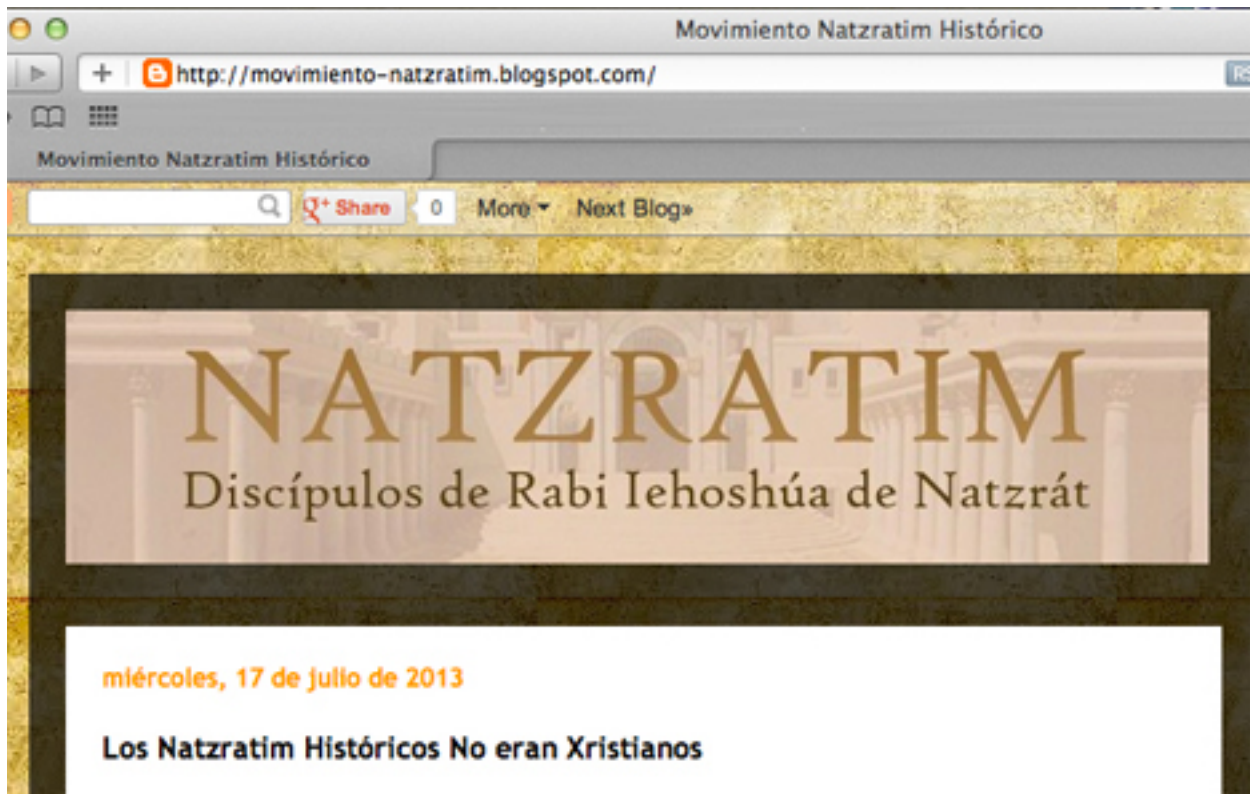 Movimiento Natzratim Histórico
http://movimiento-natzratim.blogspot.com/
Movimiento Natzratim Histórico
Share 0 More Next Blog»
NATZRATIM
Discípulos de Rabi Iehoshúa de Natzrát
miércoles, 17 de julio de 2013
Los Natzratim Históricos No eran Xristianos